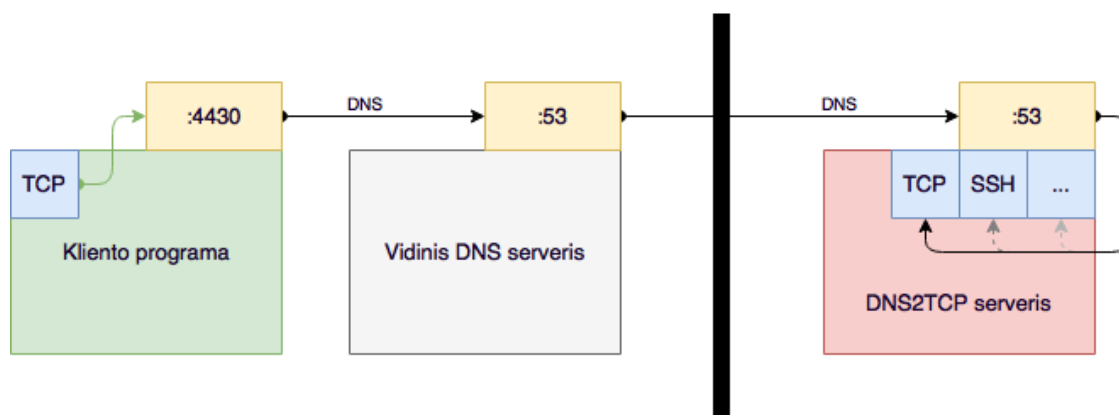 DNS
DNS
:4430
:53
:53
TCP
TCP
SSH
...
Kliento programa
Vidinis DNS serveris
DNS2TCP serveris